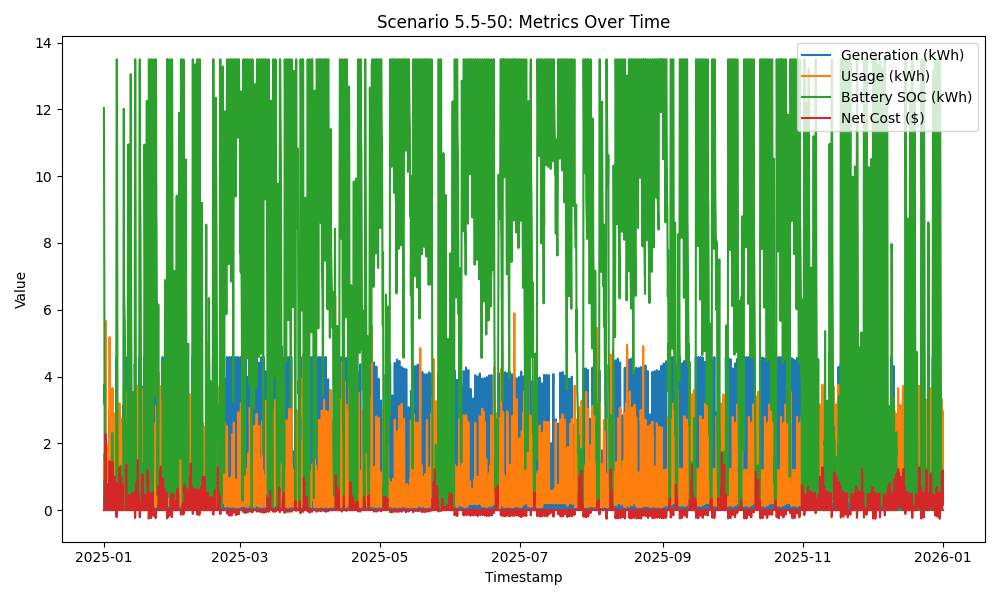 Scenario 5.5-50: Metrics Over Time
Generation (kWh)
Usage (kWh)
Battery SOC (kWh)
Net Cost ($)
Value
14
12
10
8
6
4
2
0
2025-01
2025-03
2025-05
2025-07
2025-09
2025-11
2026-01
Timestamp